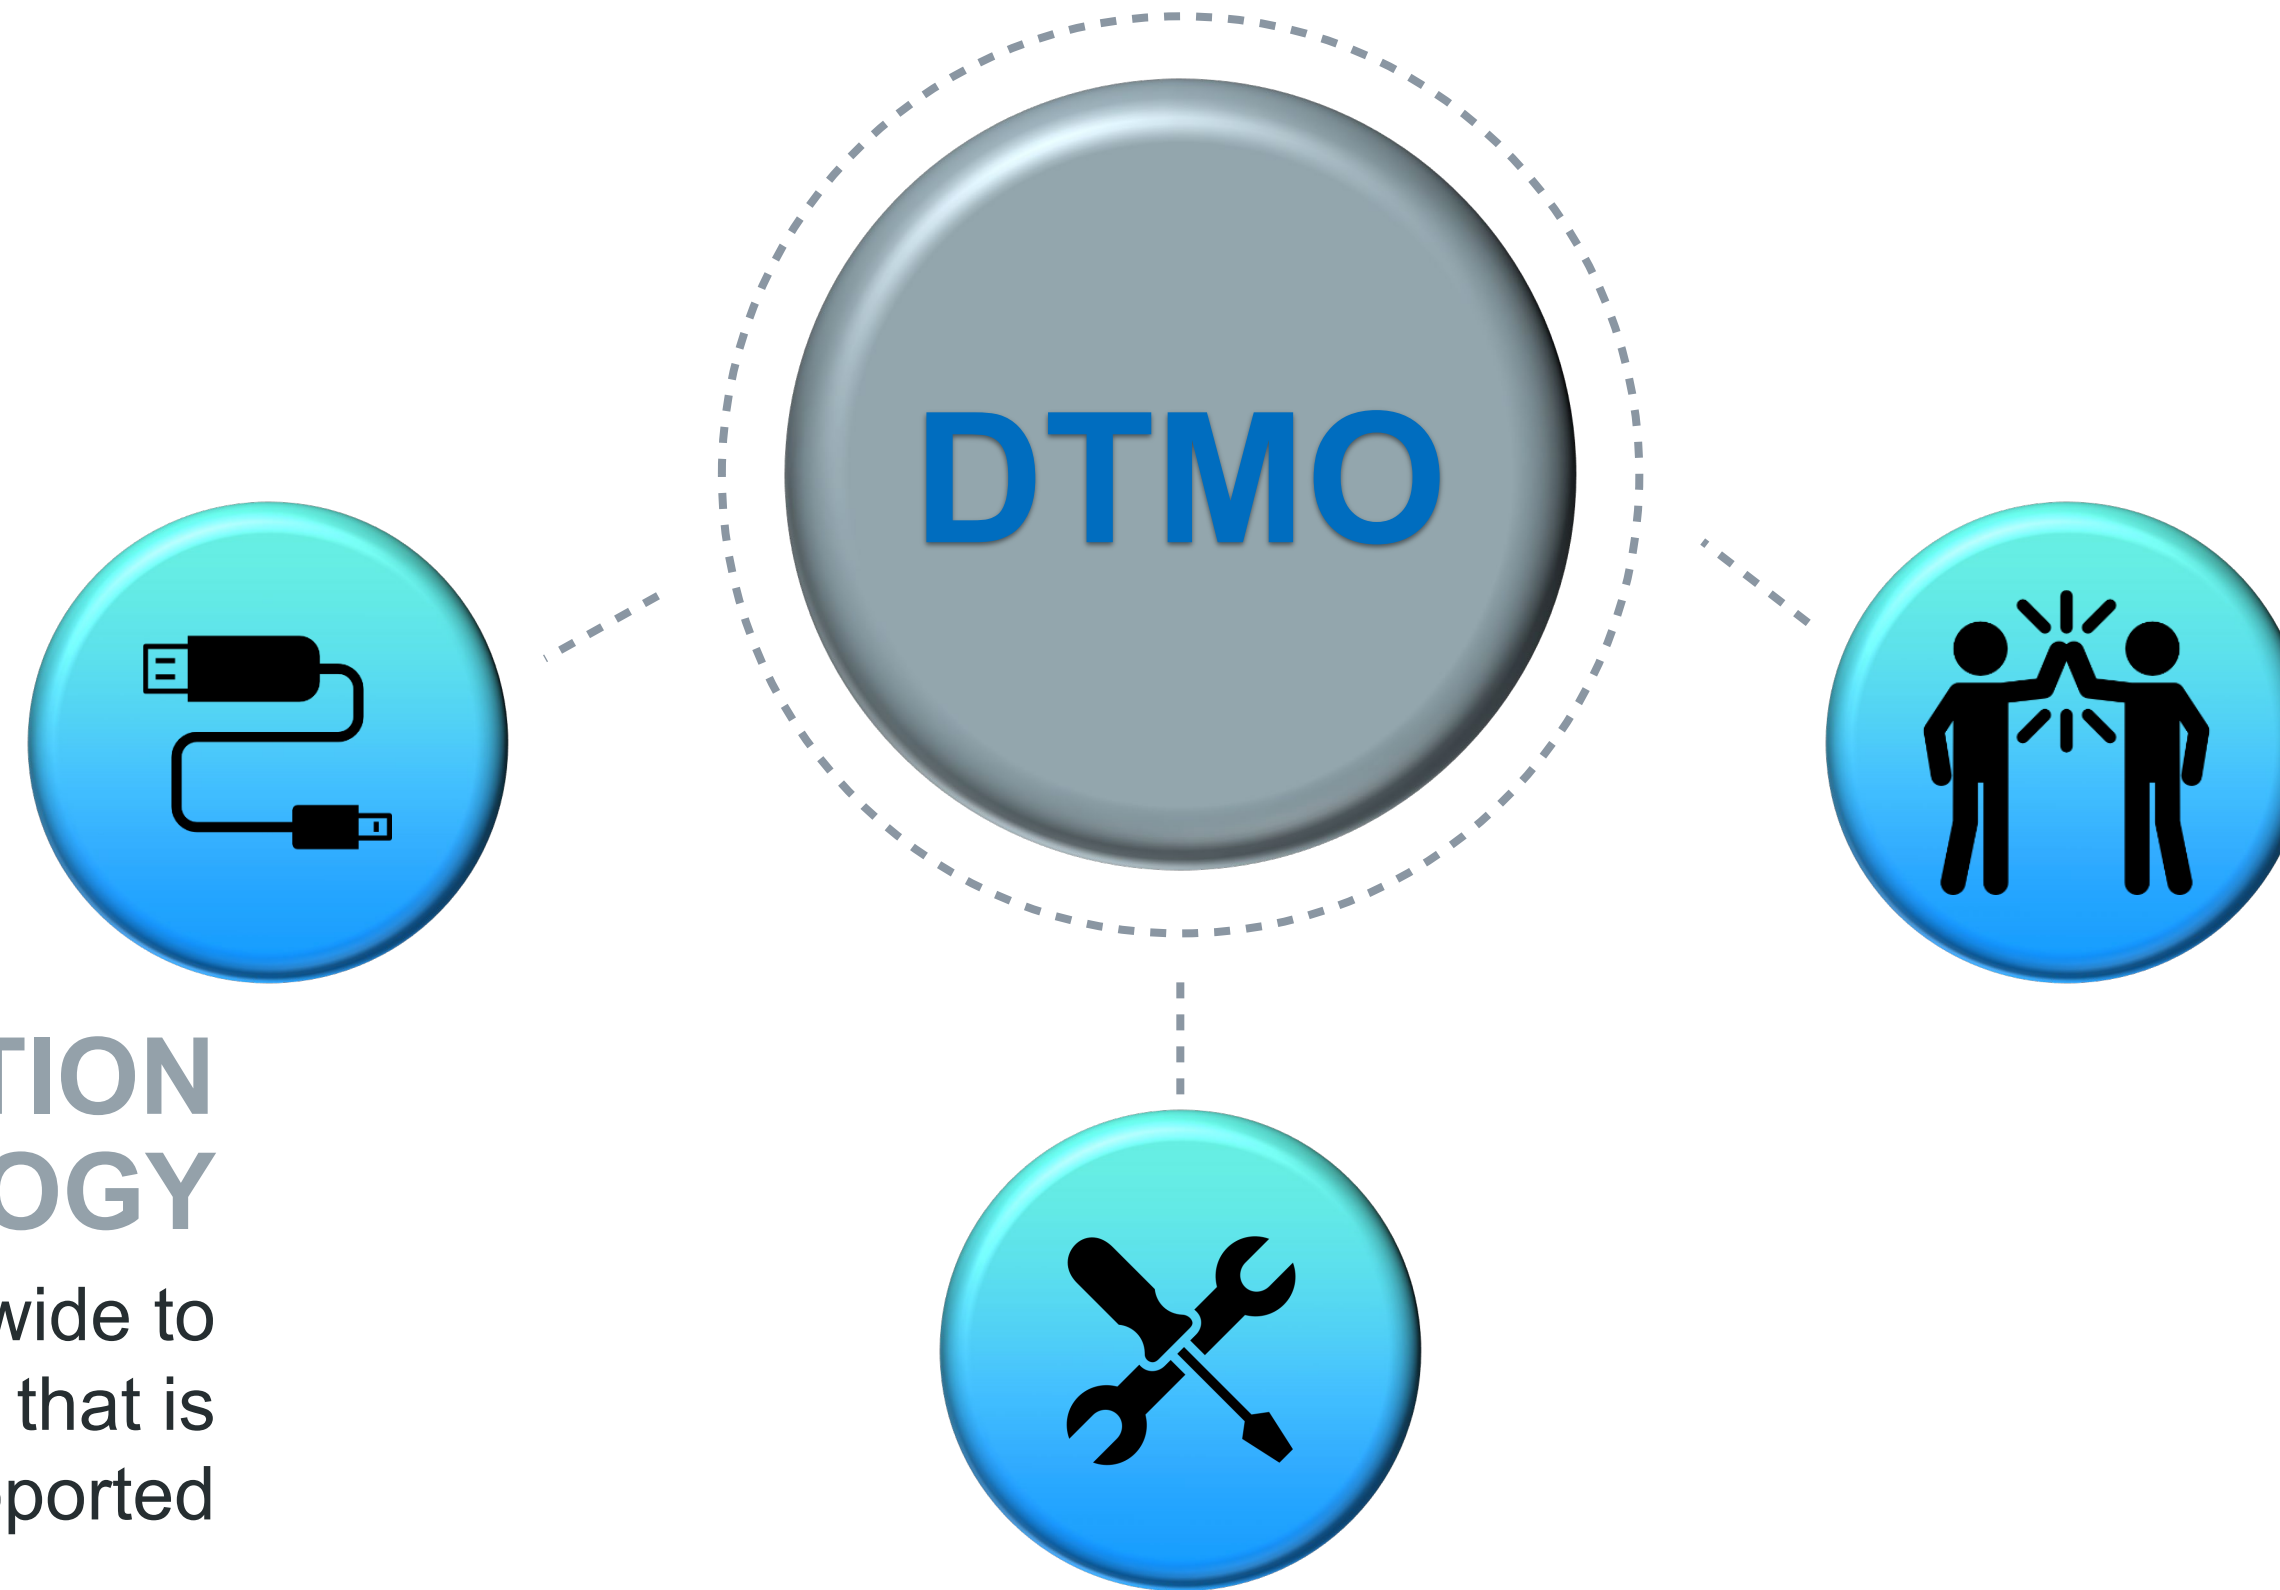 DTMO
TION
OGY
wide to
that is
ported